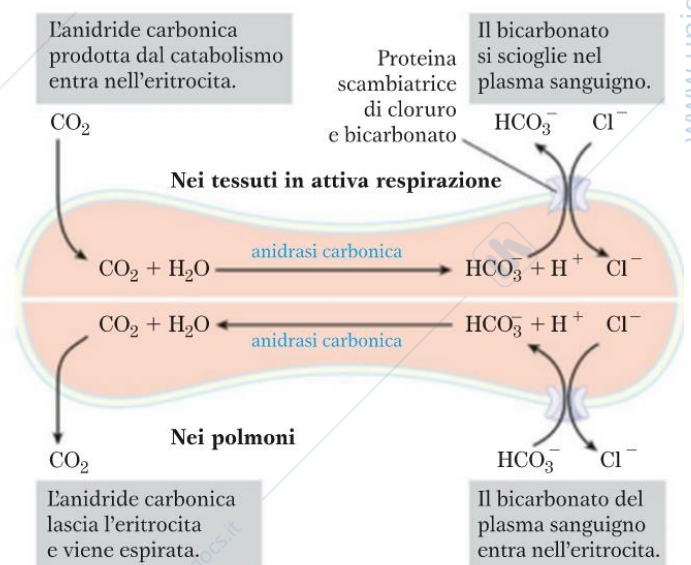 L'anidride carbonica
prodotta dal catabolismo
entra nell'eritrocita.
Proteina
scambiatrice
di cloruro
e bicarbonato
Il bicarbonato
si scioglie nel
plasma sanguigno.
CO₂
HCO₃⁻ Cl⁻
Nei tessuti in attiva respirazione
anidrasi carbonica
CO₂ + H₂O HCO₃⁻ + H⁺ Cl⁻
CO₂ + H₂O HCO₃⁻ + H⁺ Cl⁻
anidrasi carbonica
Nei polmoni
CO₂
HCO₃⁻ Cl⁻
L'anidride carbonica
lascia l'eritrocita
e viene espirata.
Il bicarbonato del
plasma sanguigno
entra nell'eritrocita.